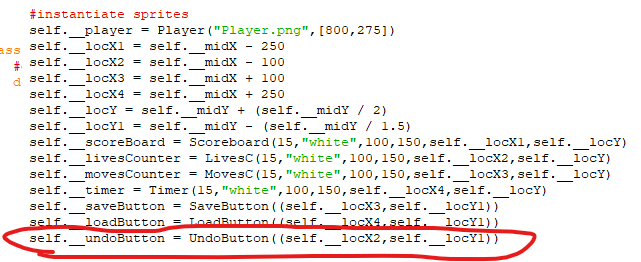 #instantiate sprites
self.__player = Player("Player.png",[800,275])
self.__locX1 = self.__midX - 250
ass
self.__locX2 = self.__midX - 100
#
self.__locX3 = self.__midX + 100
d
self.__locX4 = self.__midX + 250
self.__locY = self.__midY + (self.__midY / 2)
self.__locY1 = self.__midY - (self.__midY / 1.5)
self.__scoreBoard = Scoreboard(15,"white",100,150,self.__locX1,self.__locY)
self.__livesCounter = LivesC(15,"white",100,150,self.__locX2,self.__locY)
self.__movesCounter = MovesC(15,"white",100,150,self.__locX3,self.__locY)
self.__timer = Timer(15,"white",100,150,self.__locX4,self.__locY)
self.__saveButton = SaveButton((self.__locX3,self.__locY1))
self.__loadButton = LoadButton((self.__locX4,self.__locY1))
self.__undoButton = UndoButton((self.__locX2,self.__locY1))